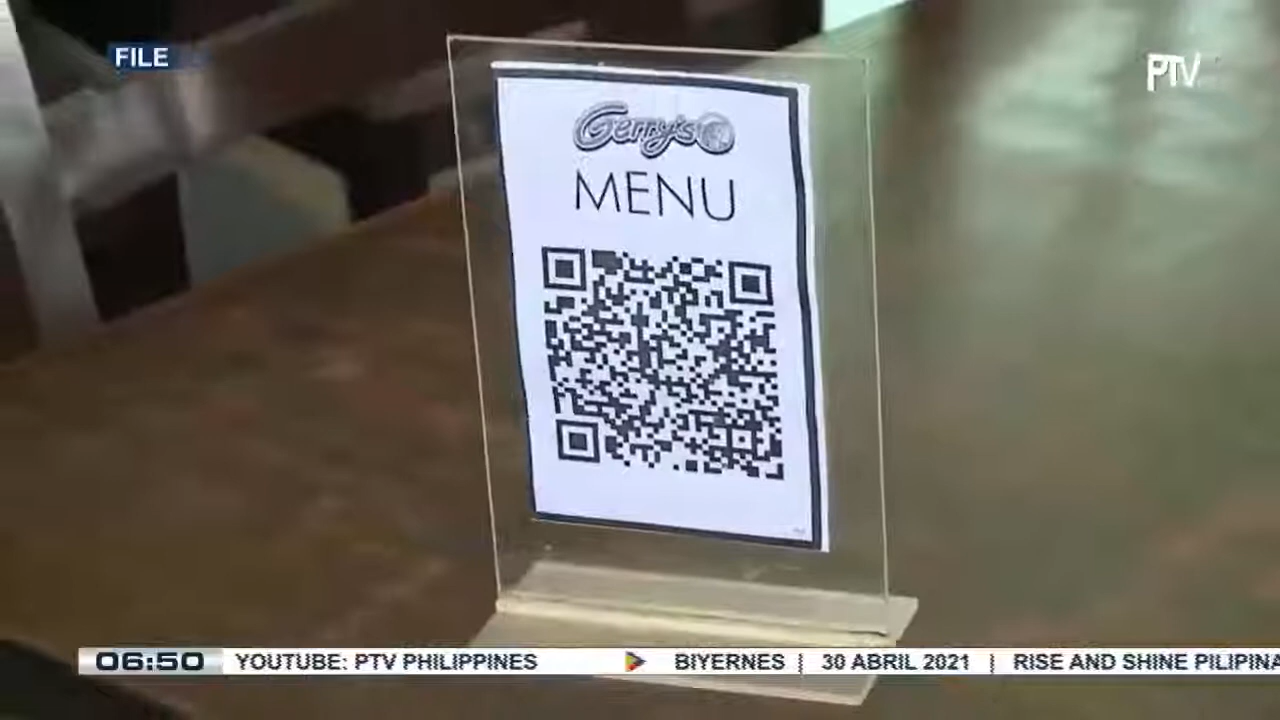 FILE
PTV
Gerry's
MENU
06:50 YOUTUBE: PTV PHILIPPINES BIYERNES | 30 ABRIL 2021 | RISE AND SHINE PILIPINA